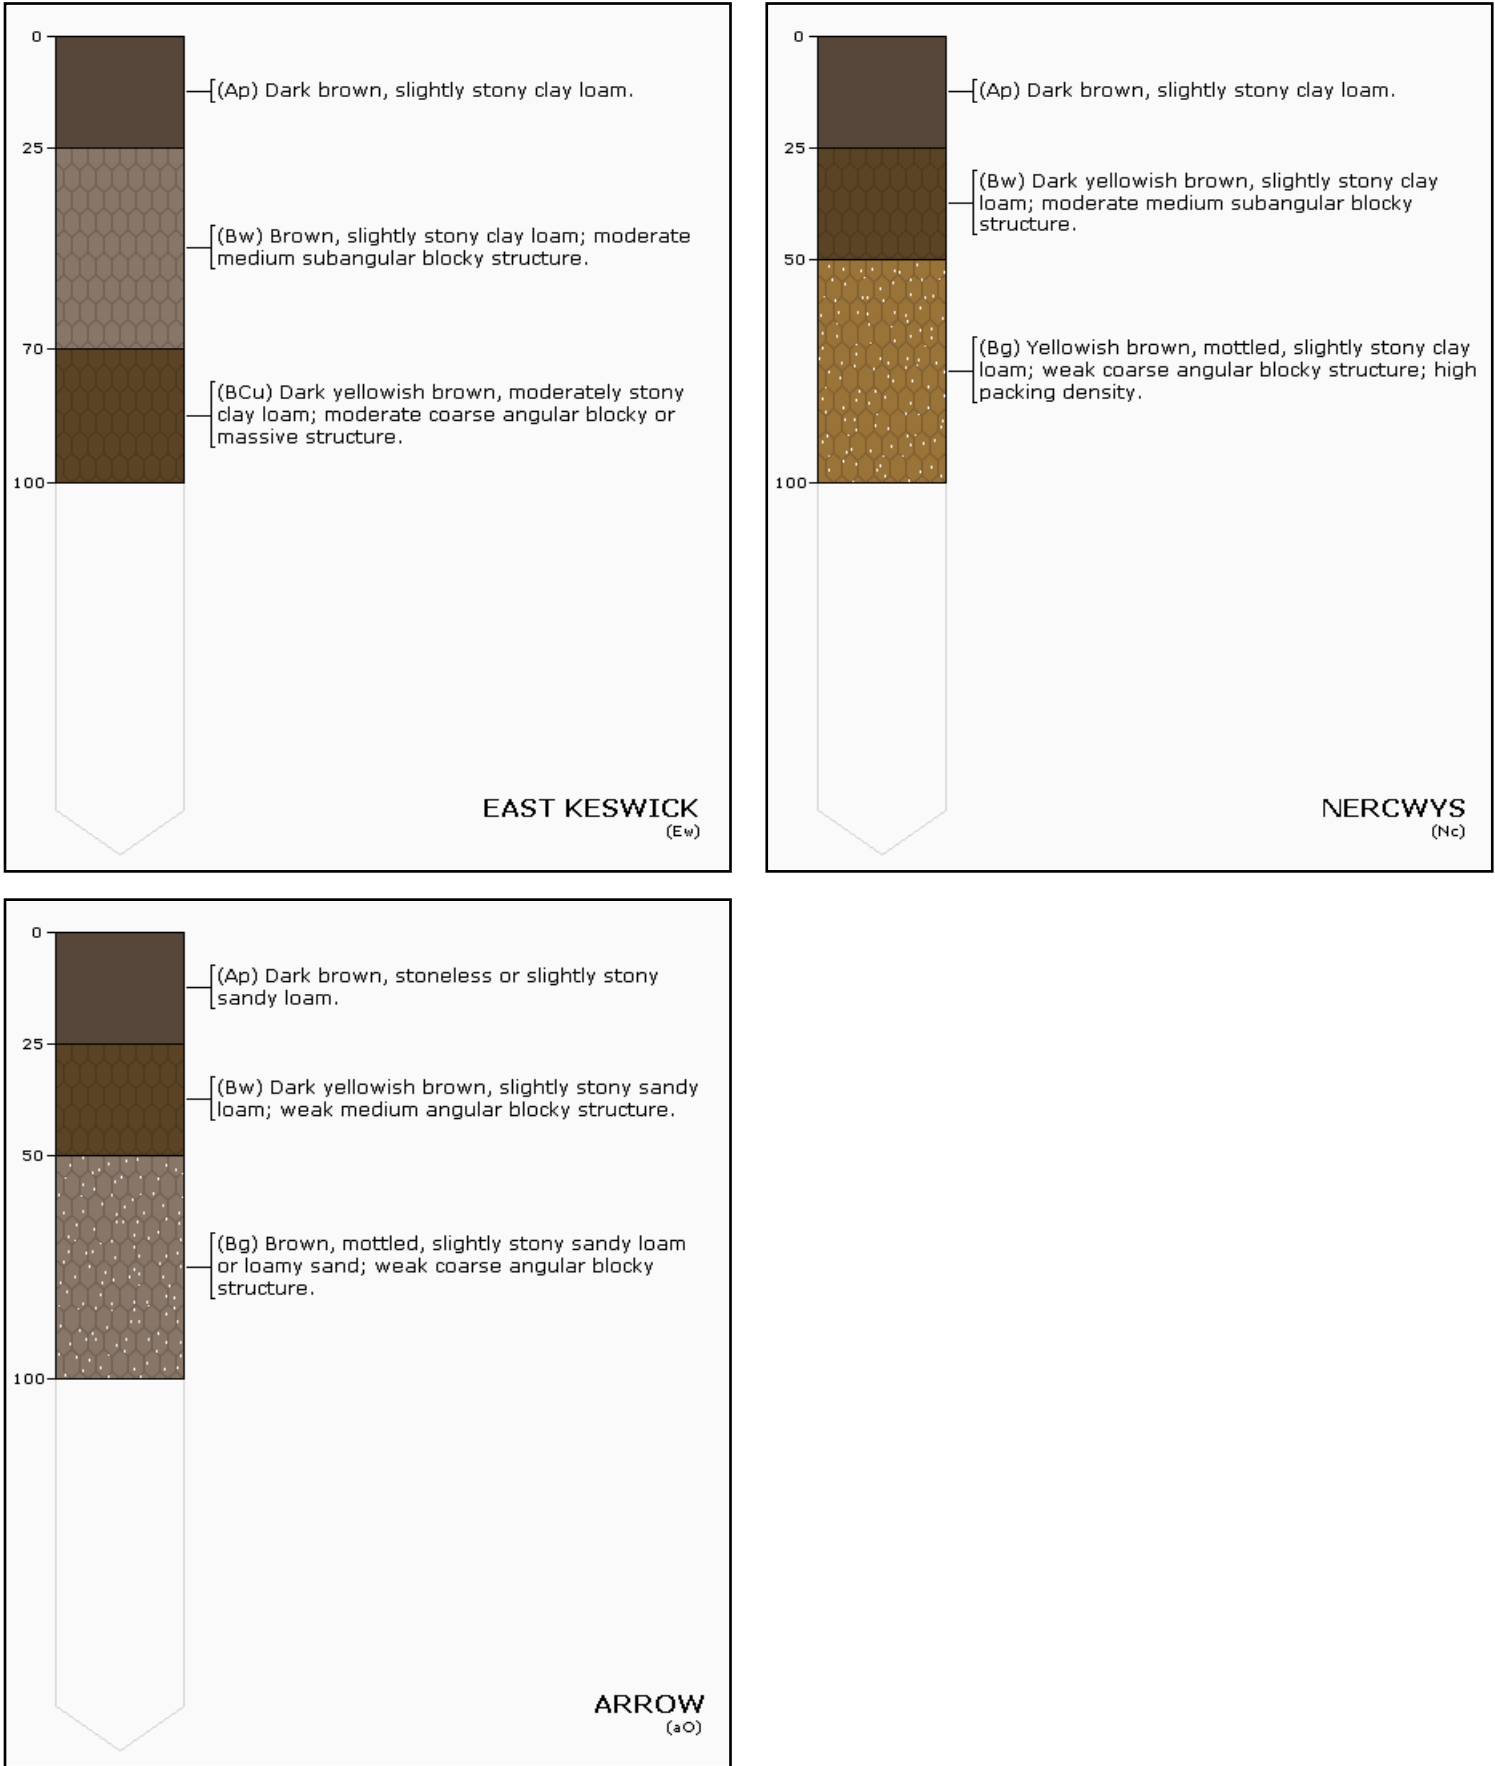 0
(Ap) Dark brown, slightly stony clay loam.
25
(Bw) Brown, slightly stony clay loam; moderate
medium subangular blocky structure.
70
(BCu) Dark yellowish brown, moderately stony
clay loam; moderate coarse angular blocky or
massive structure.
100
EAST KESWICK
(Ew)
0
(Ap) Dark brown, slightly stony clay loam.
25
(Bw) Dark yellowish brown, slightly stony clay
loam; moderate medium subangular blocky
structure.
50
(Bg) Yellowish brown, mottled, slightly stony clay
loam; weak coarse angular blocky structure; high
packing density.
100
NERCWYS
(Nc)
0
(Ap) Dark brown, stoneless or slightly stony
sandy loam.
25
(Bw) Dark yellowish brown, slightly stony sandy
loam; weak medium angular blocky structure.
50
(Bg) Brown, mottled, slightly stony sandy loam
or loamy sand; weak coarse angular blocky
structure.
100
ARROW
(aO)